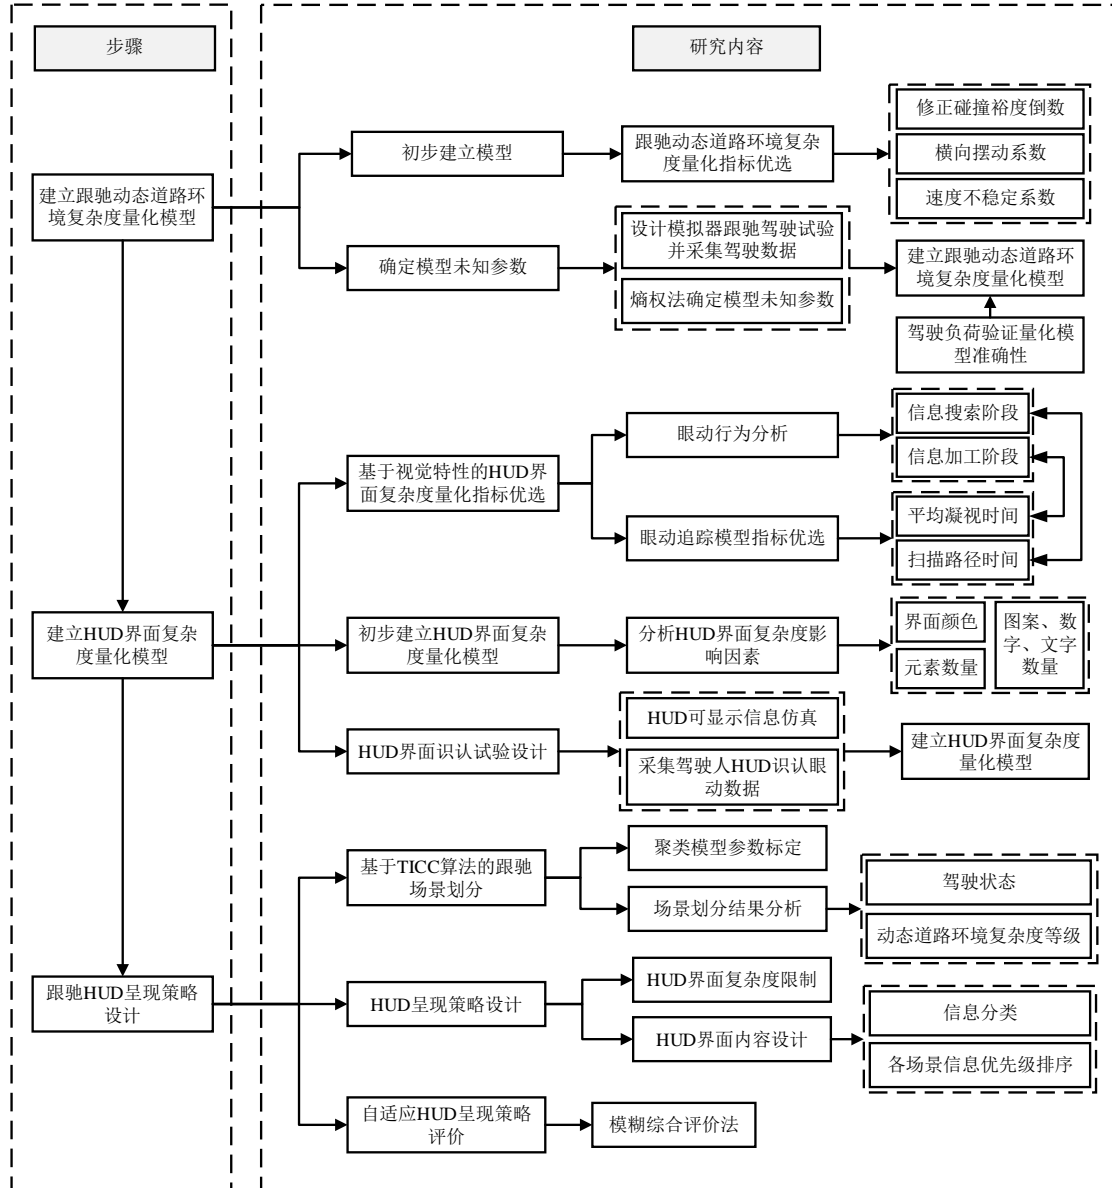 步骤
研究内容
建立跟驰动态道路环
境复杂度量化模型
初步建立模型
跟驰动态道路环境复杂
度量化指标优选
修正碰撞裕度倒数
横向摆动系数
速度不稳定系数
确定模型未知参数
设计模拟器跟驰驾驶试验
并采集驾驶数据
熵权法确定模型未知参数
建立跟驰动态道路环
境复杂度量化模型
驾驶负荷验证量化模
型准确性
建立HUD界面复杂
度量化模型
基于视觉特性的HUD界
面复杂度量化指标优选
眼动行为分析
信息搜索阶段
信息加工阶段
眼动追踪模型指标优选
平均凝视时间
扫描路径时间
初步建立HUD界面复杂
度量化模型
分析HUD界面复杂度影
响因素
界面颜色
元素数量
图案、数
字、文字
数量
HUD界面识认试验设计
HUD可显示信息仿真
采集驾驶人HUD识认眼
动数据
建立HUD界面复杂度
量化模型
跟驰HUD呈现策略
设计
基于TICC算法的跟驰
场景划分
聚类模型参数标定
场景划分结果分析
驾驶状态
动态道路环境复杂度等级
HUD呈现策略设计
HUD界面复杂度限制
HUD界面内容设计
信息分类
各场景信息优先级排序
自适应HUD呈现策略
评价
模糊综合评价法